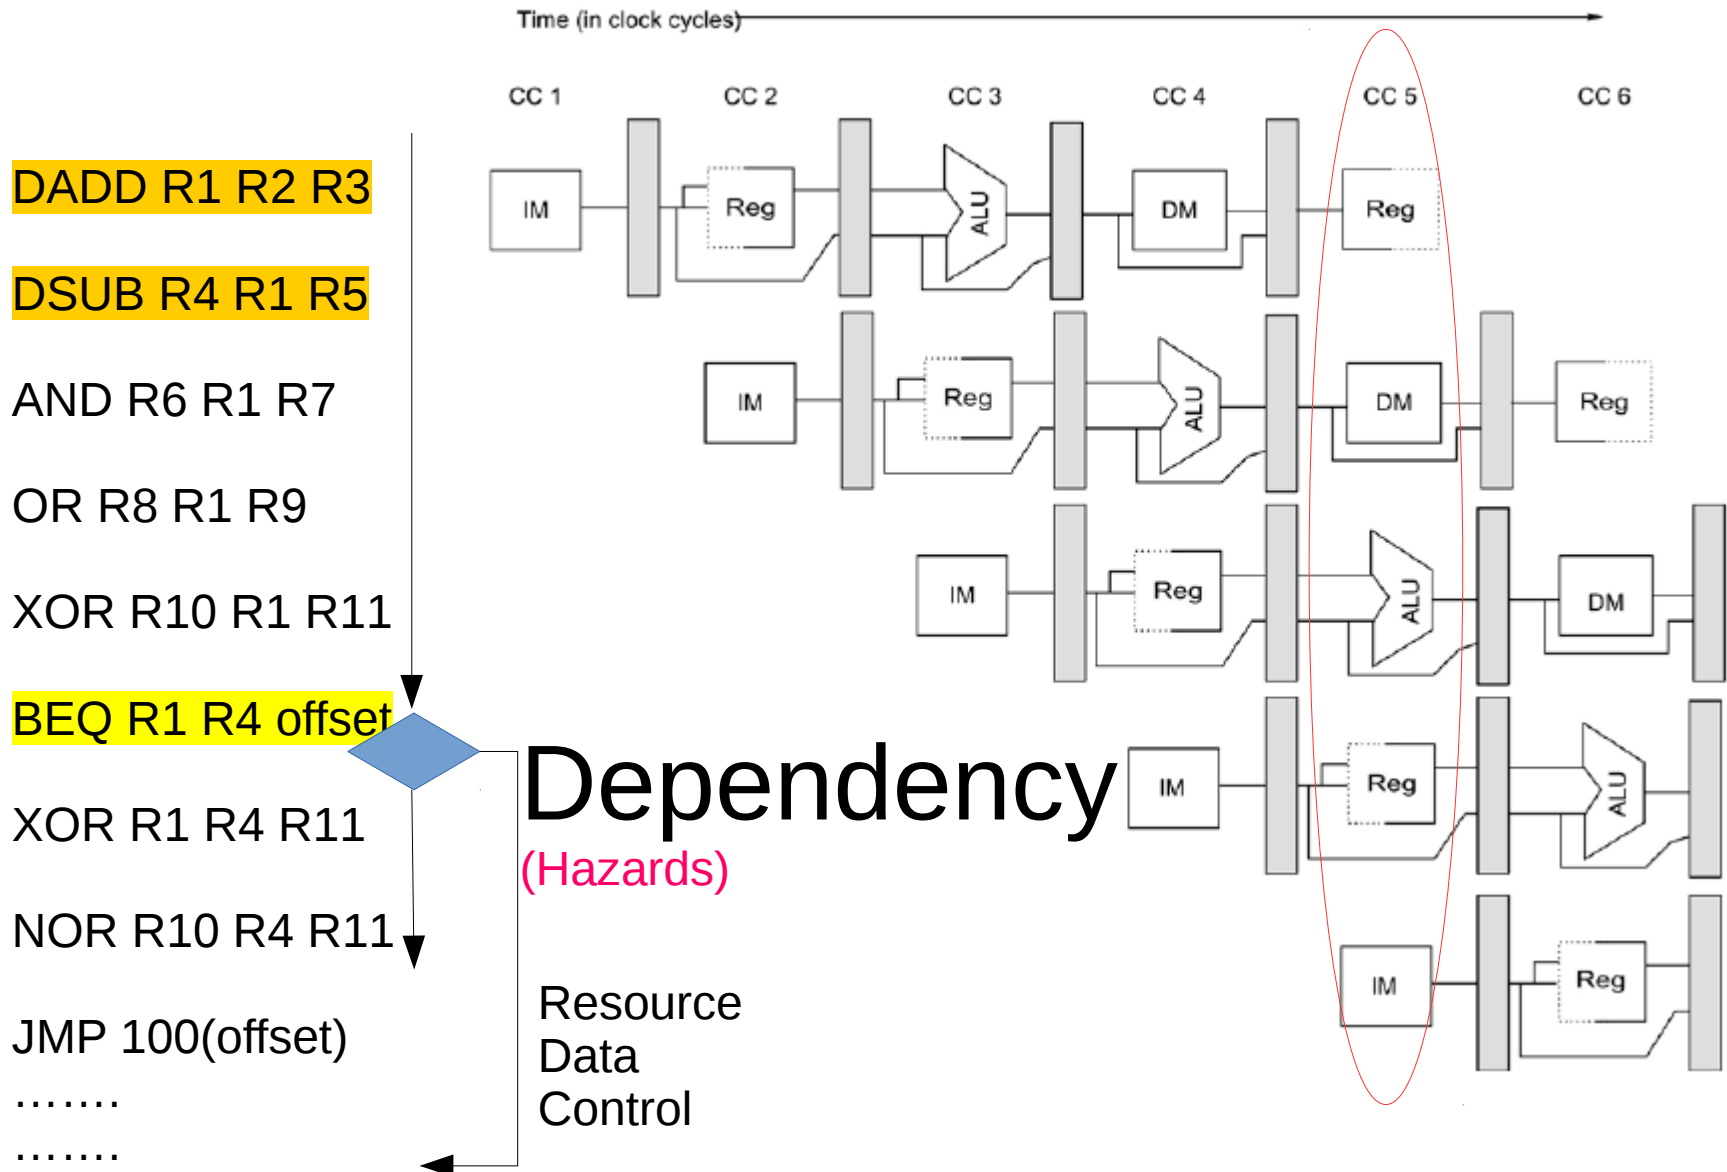 Time (in clock cycles)
CC 1 CC 2 CC 3 CC 4 CC 5 CC 6
DADD R1 R2 R3
IM Reg ALU DM Reg
DSUB R4 R1 R5
IM Reg ALU DM Reg
AND R6 R1 R7
OR R8 R1 R9
IM Reg ALU DM
XOR R10 R1 R11
BEQ R1 R4 offset
Dependency
(Hazards)
IM Reg ALU
XOR R1 R4 R11
NOR R10 R4 R11
IM Reg
Resource
Data
Control
JMP 100(offset)
.......
.......